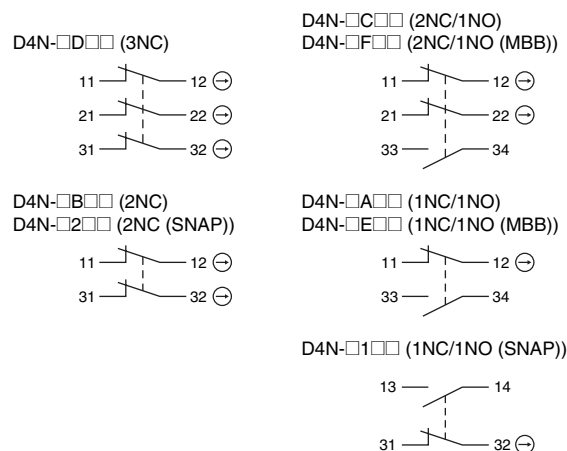 D4N-□D□□ (3NC)
11 12
21 22
31 32
D4N-□C□□ (2NC/1NO)
D4N-□F□□ (2NC/1NO (MBB))
11 12
21 22
33 34
D4N-□B□□ (2NC)
D4N-□2□□ (2NC (SNAP))
11 12
31 32
D4N-□A□□ (1NC/1NO)
D4N-□E□□ (1NC/1NO (MBB))
11 12
33 34
D4N-□1□□ (1NC/1NO (SNAP))
13 14
31 32